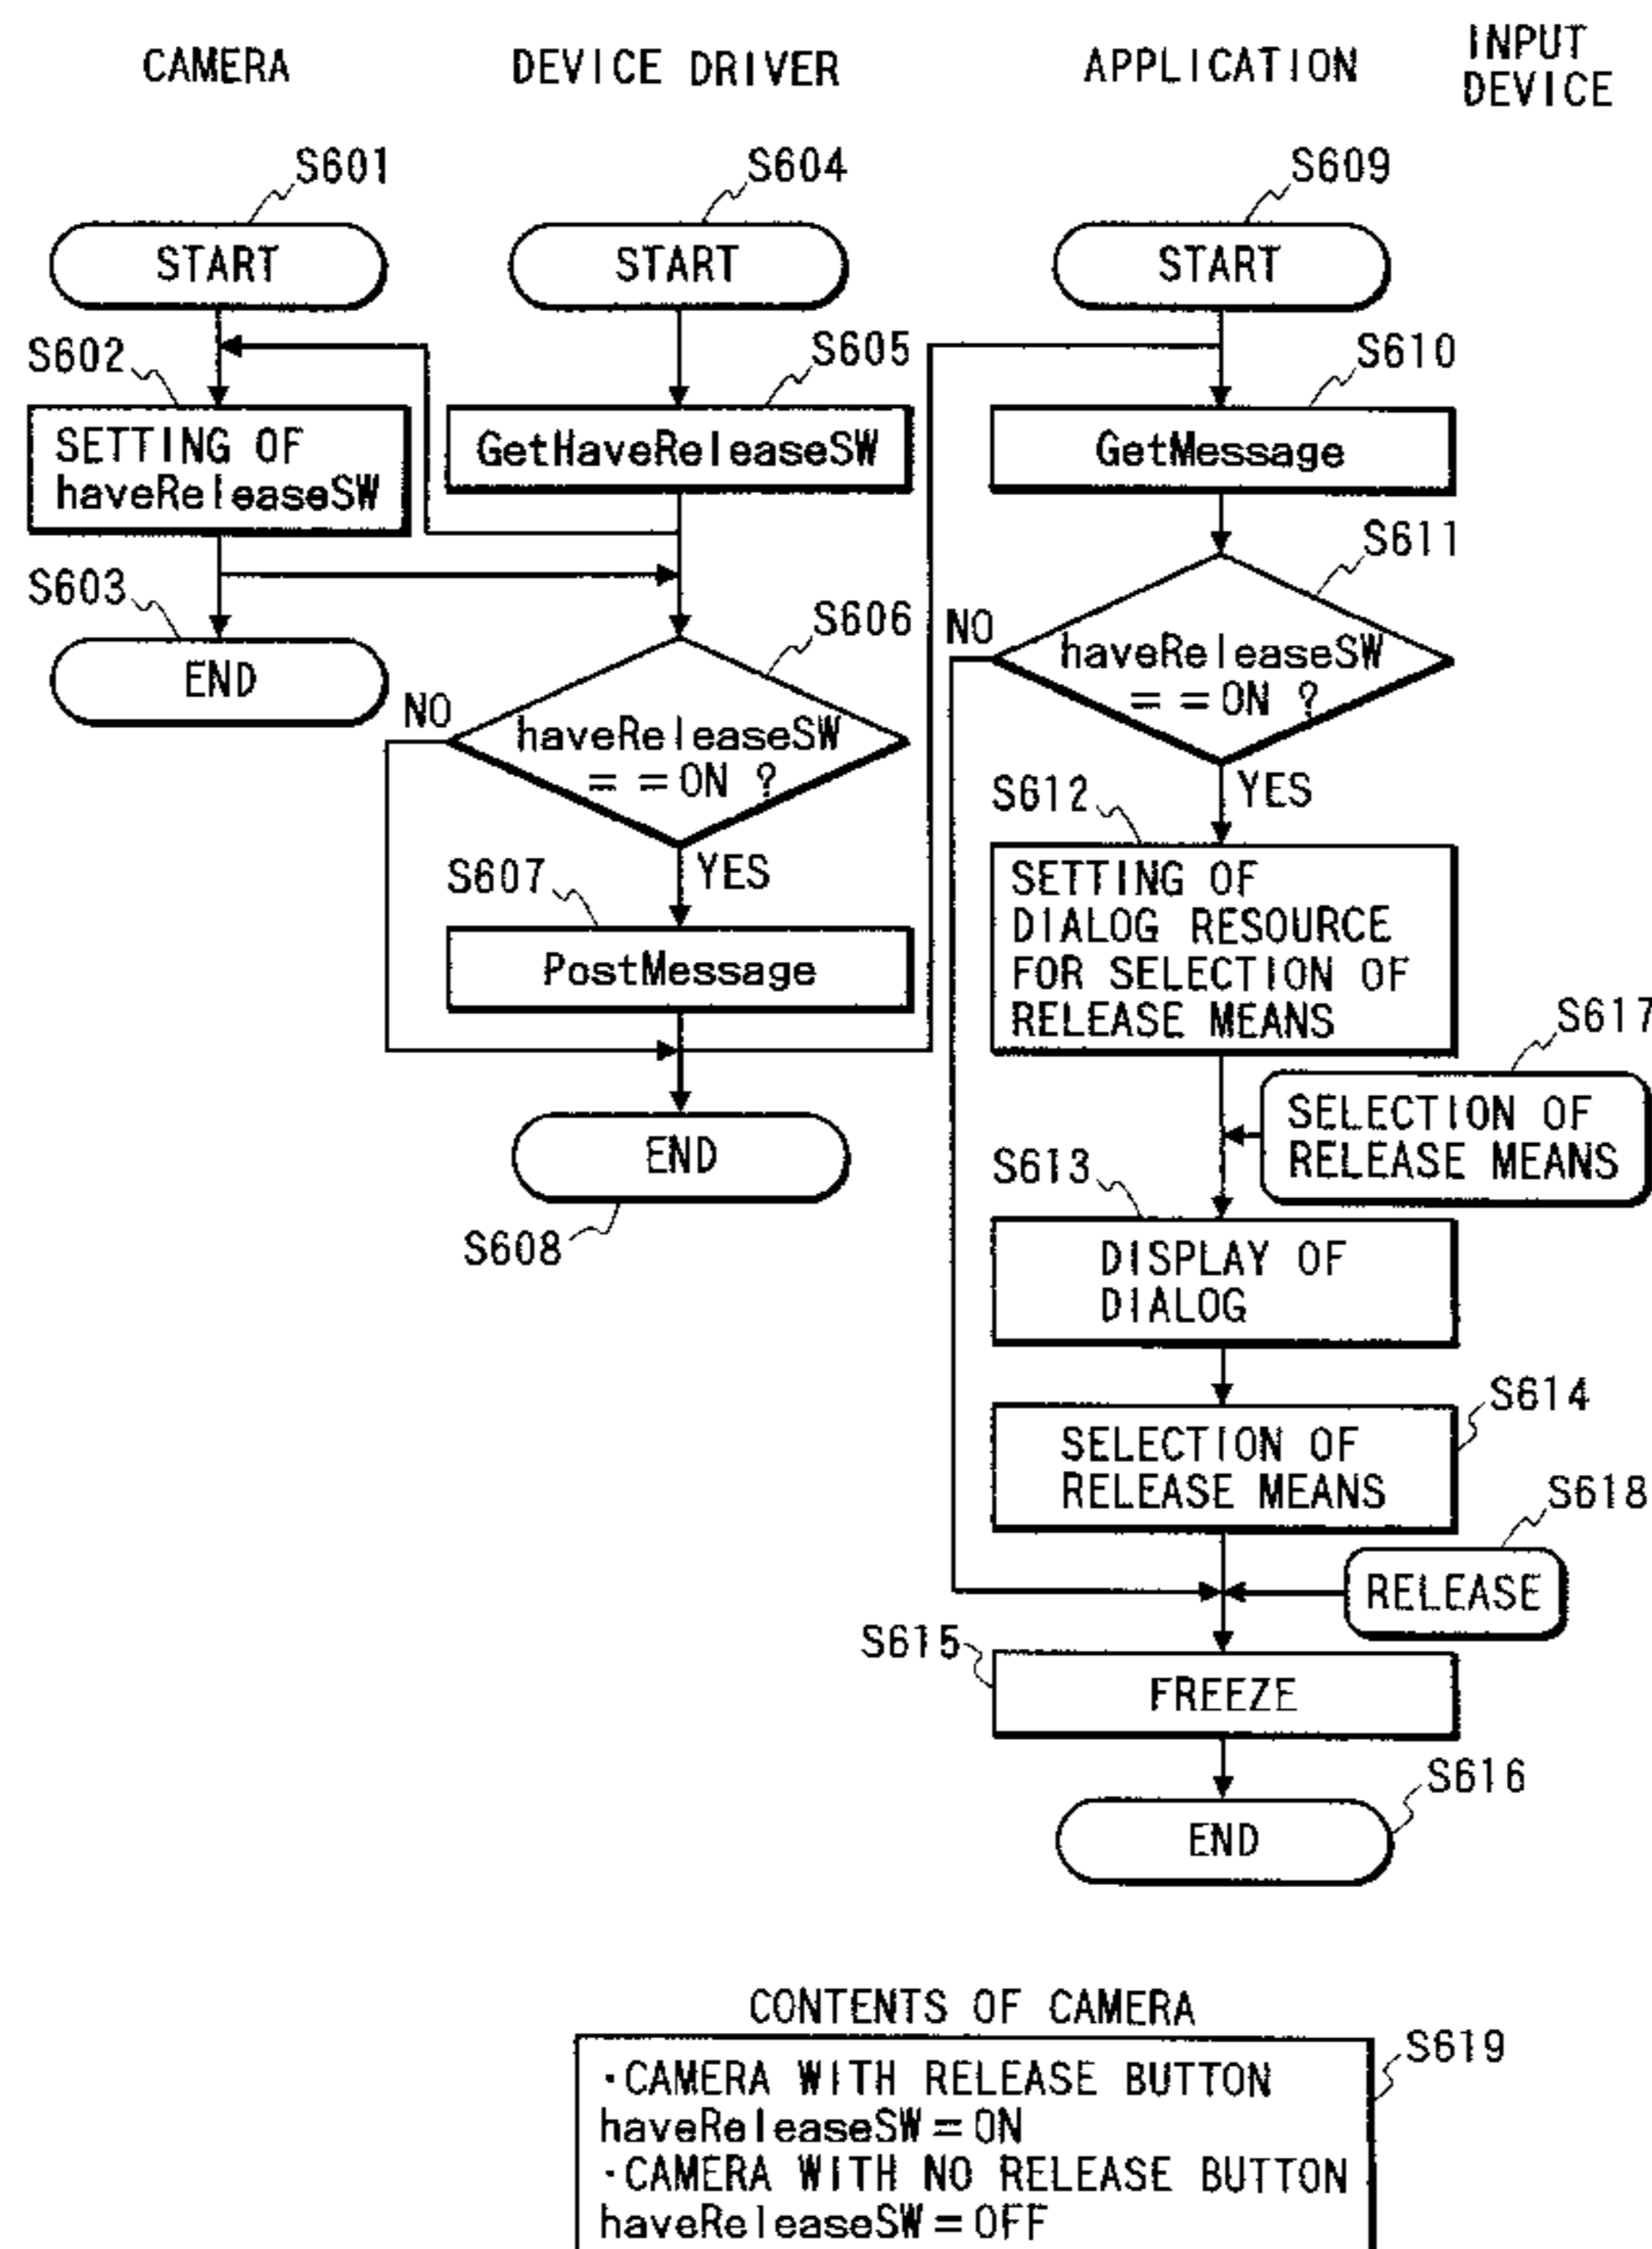 CAMERA
DEVICE DRIVER
APPLICATION
INPUT
DEVICE
S601
START
S602
SETTING OF
haveReleaseSW
S603
END
S604
START
S605
GetHaveReleaseSW
S606
haveReleaseSW
==ON ?
NO
YES
S607
PostMessage
END
S608
S609
START
S610
GetMessage
S611
haveReleaseSW
==ON ?
NO
YES
S612
SETTING OF
DIALOG RESOURCE
FOR SELECTION OF
RELEASE MEANS
S617
SELECTION OF
RELEASE MEANS
S613
DISPLAY OF
DIALOG
S614
SELECTION OF
RELEASE MEANS
S618
RELEASE
S615
FREEZE
S616
END
CONTENTS OF CAMERA
S619
·CAMERA WITH RELEASE BUTTON
haveReleaseSW=ON
·CAMERA WITH NO RELEASE BUTTON
haveReleaseSW=OFF